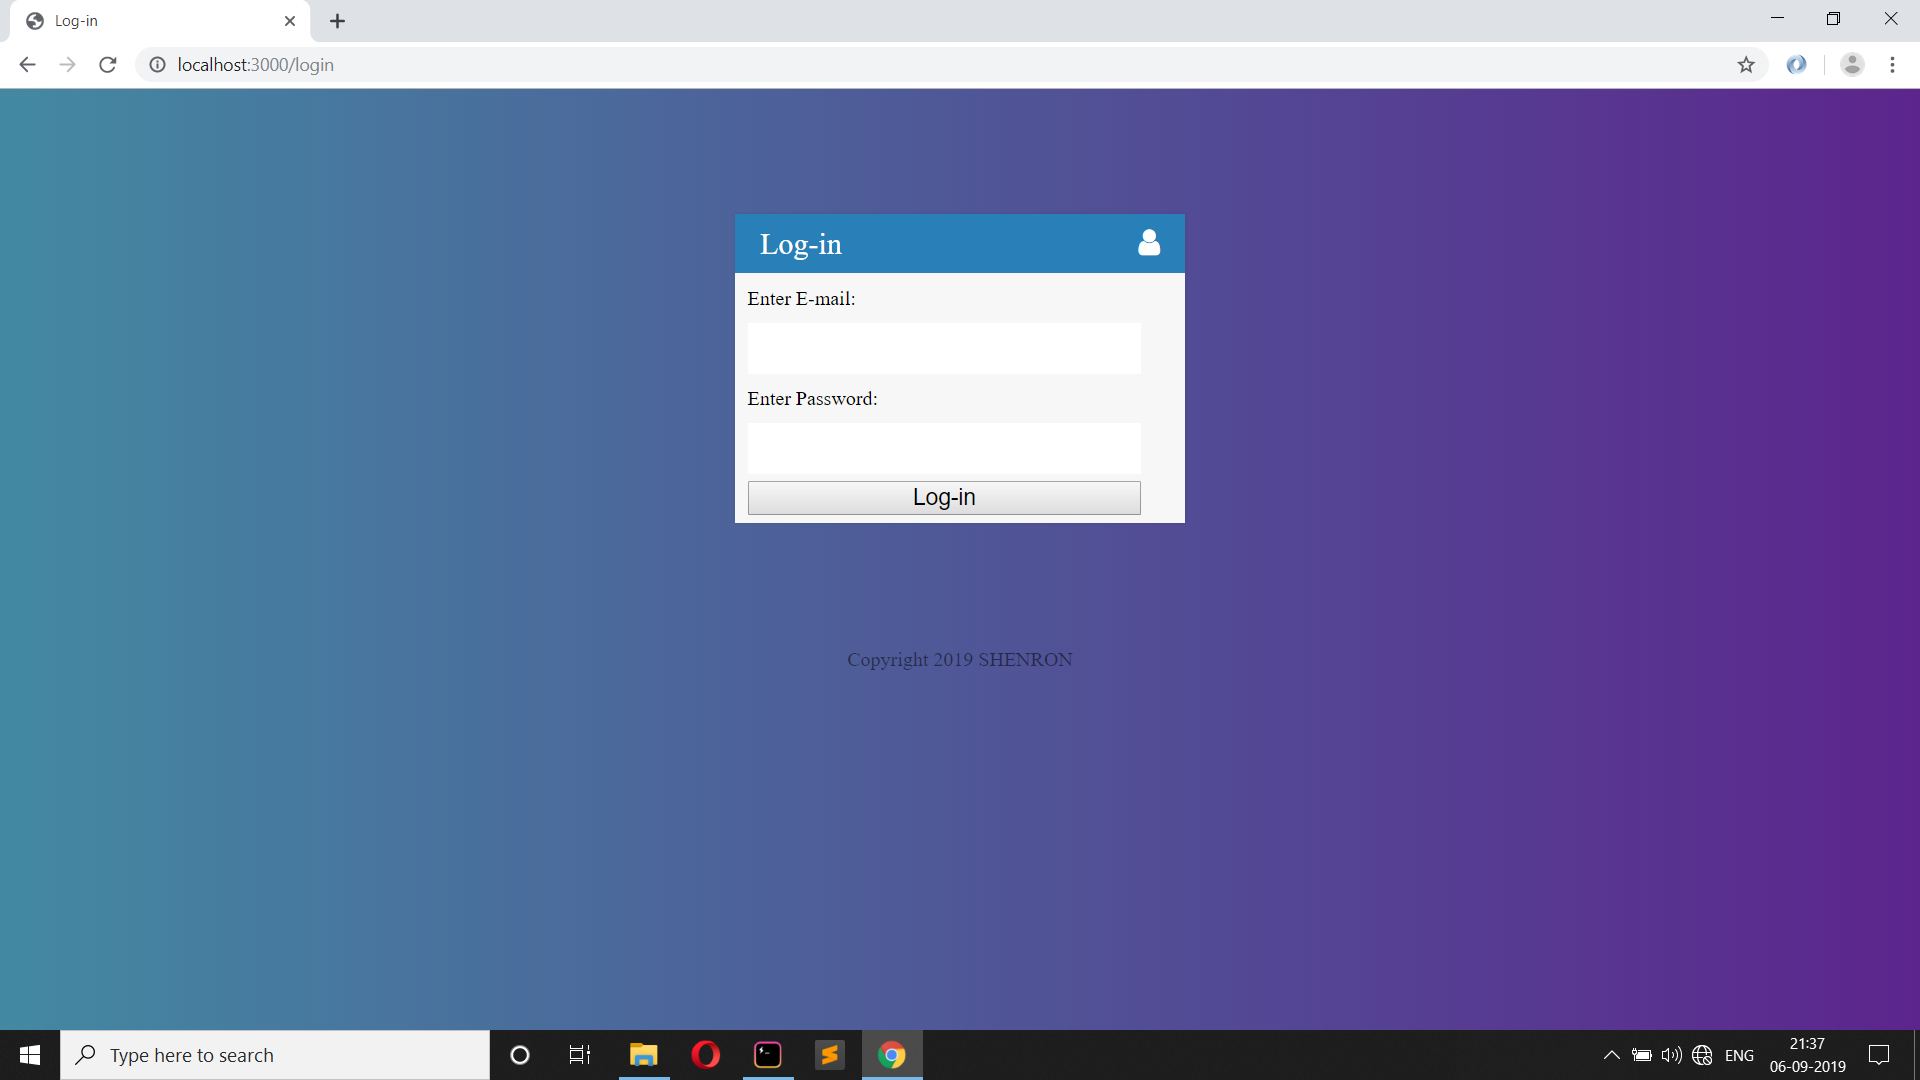 Log-in
localhost:3000/login
Log-in
Enter E-mail:
Enter Password:
Log-in
Copyright 2019 SHENRON
Type here to search
ENG
21:37
06-09-2019